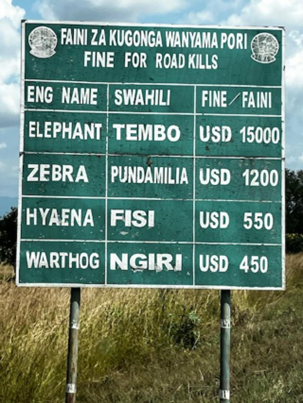 FAINI ZA KUGONGA WANYAMA PORI
FINE FOR ROAD KILLS
ENG NAME SWAHILI FINE/FAINI
ELEPHANT TEMBO USD 15000
ZEBRA PUNDAMILIA USD 1200
HYAENA FISI USD 550
WARTHOG NGIRI USD 450